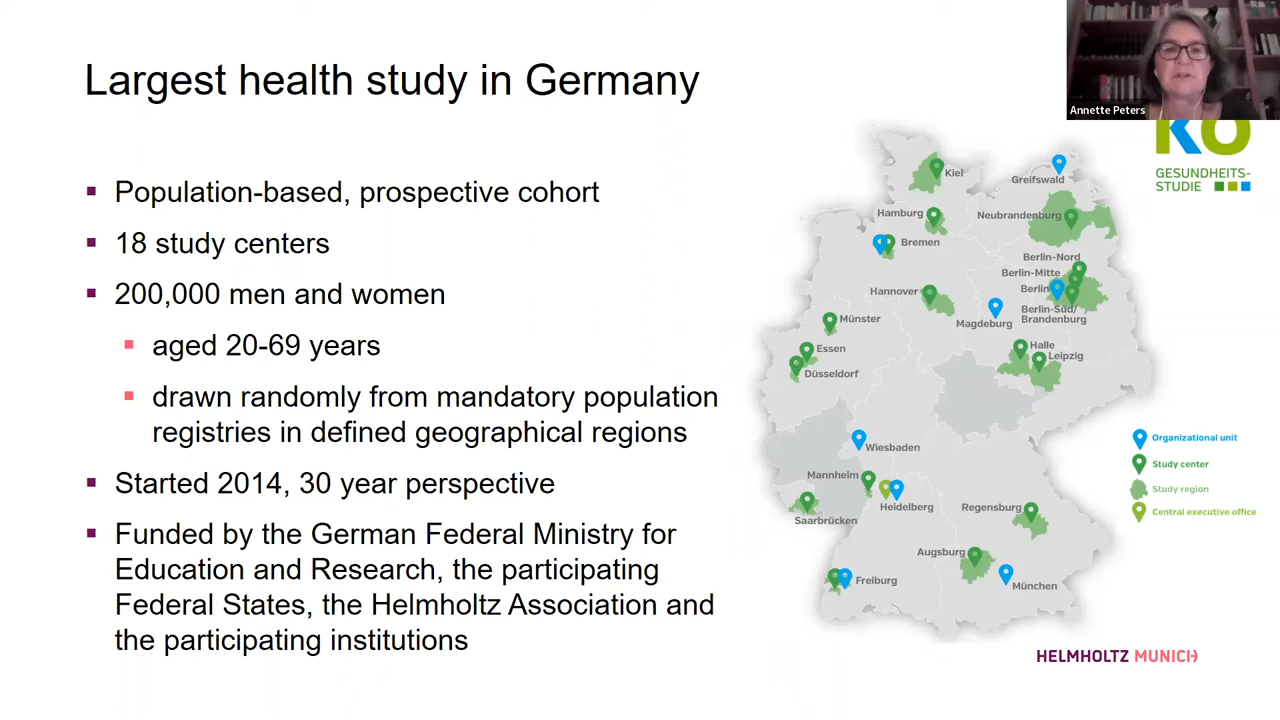 Largest health study in Germany
Annette Peters
KO
GESUNDHEITS-
STUDIE
Population-based, prospective cohort
18 study centers
200,000 men and women
aged 20-69 years
drawn randomly from mandatory population
registries in defined geographical regions
Started 2014, 30 year perspective
Funded by the German Federal Ministry for
Education and Research, the participating
Federal States, the Helmholtz Association and
the participating institutions
Kiel
Greifswald
Hamburg
Neubrandenburg
Bremen
Berlin-Nord
Berlin-Mitte
Berlin
Hannover
Berlin-Süd/
Brandenburg
Magdeburg
Münster
Halle
Essen
Leipzig
Düsseldorf
Wiesbaden
Mannheim
Heidelberg
Regensburg
Saarbrücken
Augsburg
Freiburg
München
Organizational unit
Study center
Study region
Central executive office
HELMHOLTZ MUNICH